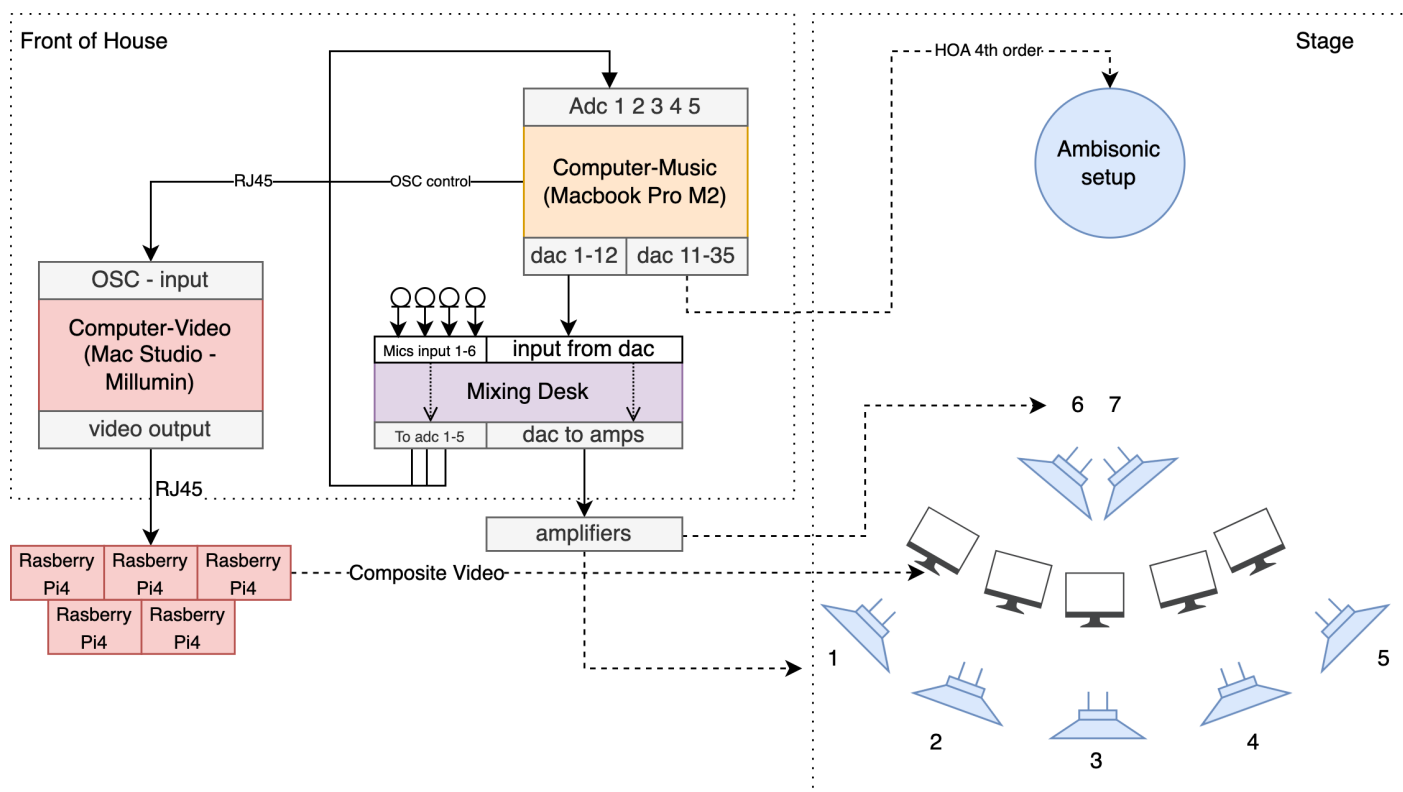 Front of House
Stage
HOA 4th order
Adc 1 2 3 4 5
Computer-Music
(Macbook Pro M2)
dac 1-12
dac 11-35
Ambisonic
setup
RJ45
OSC control
OSC - input
Computer-Video
(Mac Studio -
Millumin)
video output
Mics input 1-6
input from dac
Mixing Desk
To adc 1-5
dac to amps
RJ45
amplifiers
Rasberry
Pi4
Rasberry
Pi4
Rasberry
Pi4
Rasberry
Pi4
Rasberry
Pi4
Composite Video
6 7
1
2
3
4
5